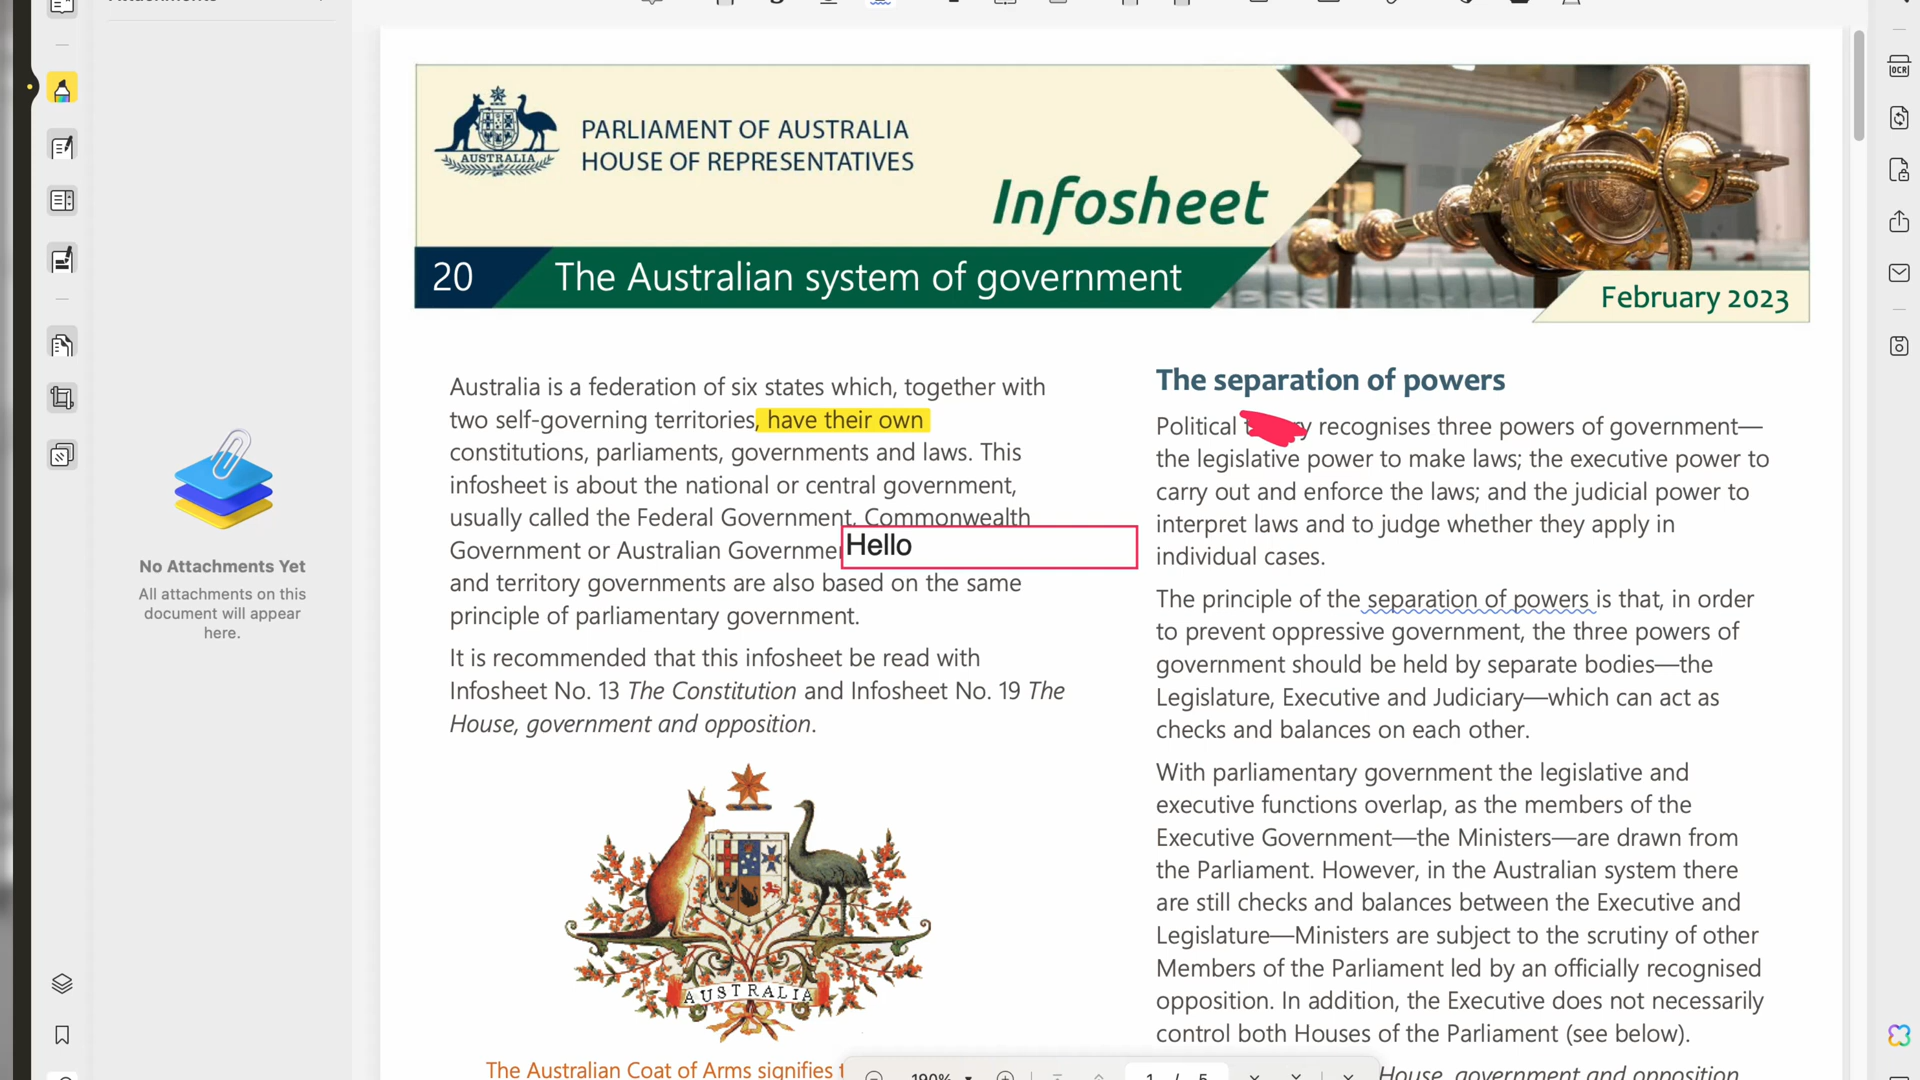 PARLIAMENT OF AUSTRALIA
HOUSE OF REPRESENTATIVES
AUSTRALIA
Infosheet
20 The Australian system of government
February 2023
No Attachments Yet
All attachments on this
document will appear
here.
Australia is a federation of six states which, together with
two self-governing territories, have their own
constitutions, parliaments, governments and laws. This
infosheet is about the national or central government,
usually called the Federal Government, Commonwealth
Government or Australian Governme
Hello
and territory governments are also based on the same
principle of parliamentary government.
It is recommended that this infosheet be read with
Infosheet No. 13 The Constitution and Infosheet No. 19 The
House, government and opposition.
AUSTRALIA
The Australian Coat of Arms signifies t
The separation of powers
Political recognises three powers of government—
the legislative power to make laws; the executive power to
carry out and enforce the laws; and the judicial power to
interpret laws and to judge whether they apply in
individual cases.
The principle of the separation of powers is that, in order
to prevent oppressive government, the three powers of
government should be held by separate bodies—the
Legislature, Executive and Judiciary—which can act as
checks and balances on each other.
With parliamentary government the legislative and
executive functions overlap, as the members of the
Executive Government—the Ministers—are drawn from
the Parliament. However, in the Australian system there
are still checks and balances between the Executive and
Legislature—Ministers are subject to the scrutiny of other
Members of the Parliament led by an officially recognised
opposition. In addition, the Executive does not necessarily
control both Houses of the Parliament (see below).
House, government and opposition
190%
1 / 5
OCR